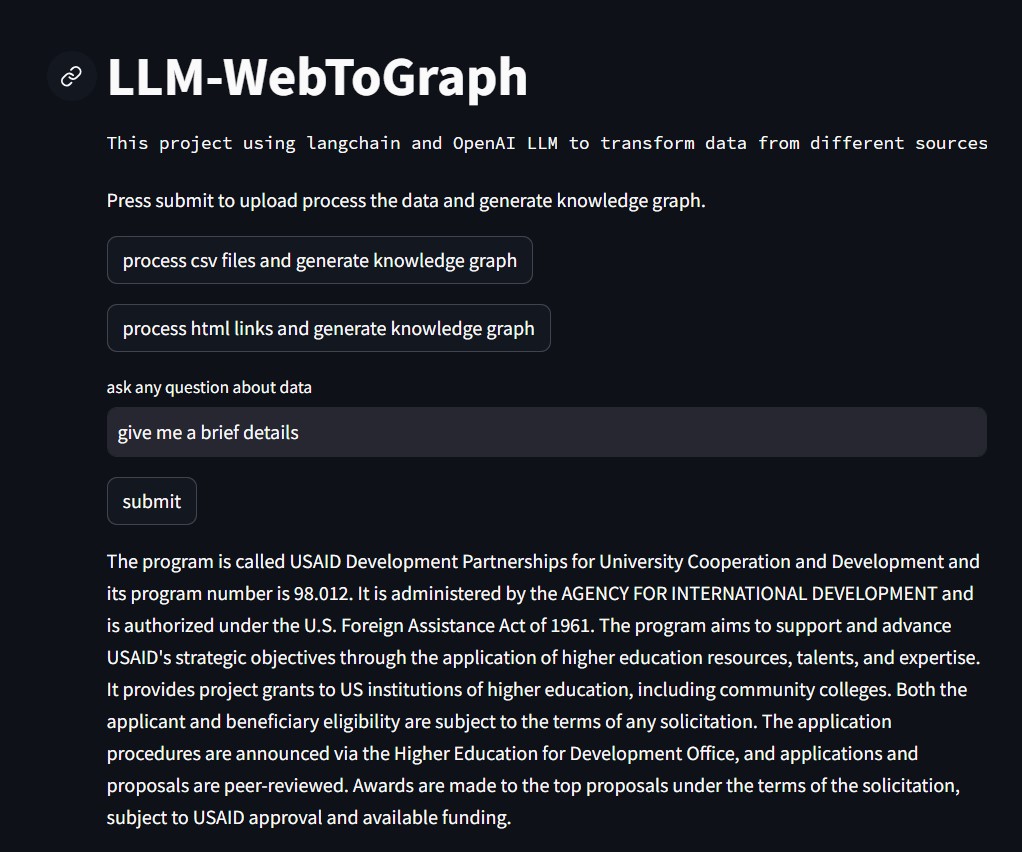 LLM-WebToGraph
This project using langchain and OpenAI LLM to transform data from different sources
Press submit to upload process the data and generate knowledge graph.
process csv files and generate knowledge graph
process html links and generate knowledge graph
ask any question about data
give me a brief details
submit
The program is called USAID Development Partnerships for University Cooperation and Development and
its program number is 98.012. It is administered by the AGENCY FOR INTERNATIONAL DEVELOPMENT and
is authorized under the U.S. Foreign Assistance Act of 1961. The program aims to support and advance
USAID's strategic objectives through the application of higher education resources, talents, and expertise.
It provides project grants to US institutions of higher education, including community colleges. Both the
applicant and beneficiary eligibility are subject to the terms of any solicitation. The application
procedures are announced via the Higher Education for Development Office, and applications and
proposals are peer-reviewed. Awards are made to the top proposals under the terms of the solicitation,
subject to USAID approval and available funding.